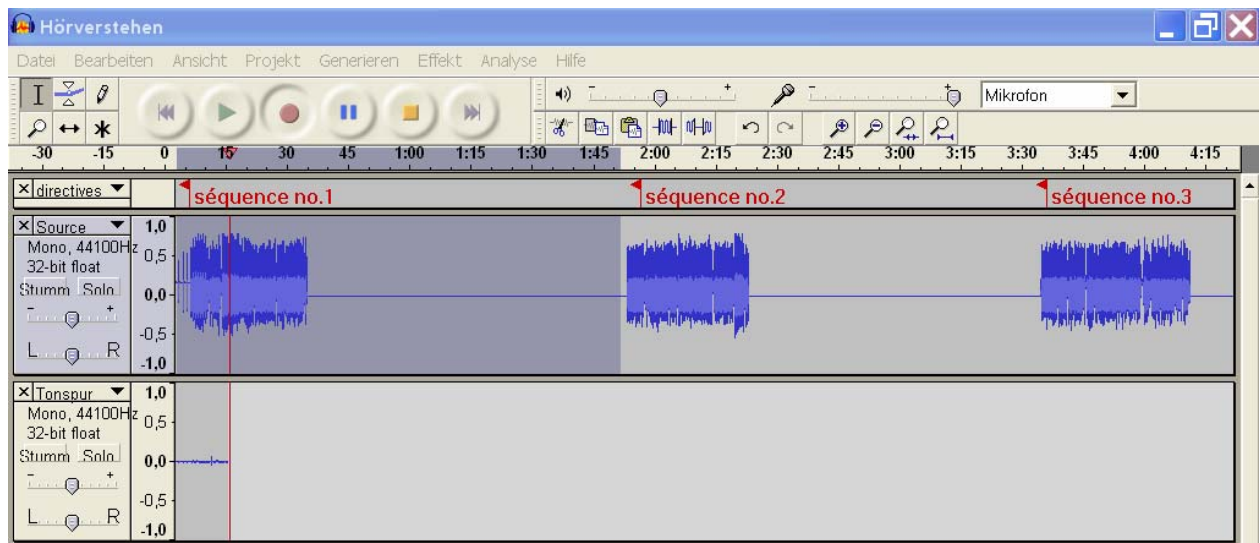 Hörverstehen
Datei Bearbeiten Ansicht Projekt Generieren Effekt Analyse Hilfe
- + - + Mikrofon
-30 -15 0 15 30 45 1:00 1:15 1:30 1:45 2:00 2:15 2:30 2:45 3:00 3:15 3:30 3:45 4:00 4:15
directives séquence no.1 séquence no.2 séquence no.3
Source 1,0
Mono, 44100Hz
0,5
32-bit float
Stumm Solo
0,0
- +
-0,5
L R
-1,0
Tonspur 1,0
Mono, 44100Hz
0,5
32-bit float
Stumm Solo
0,0
- +
-0,5
L R
-1,0